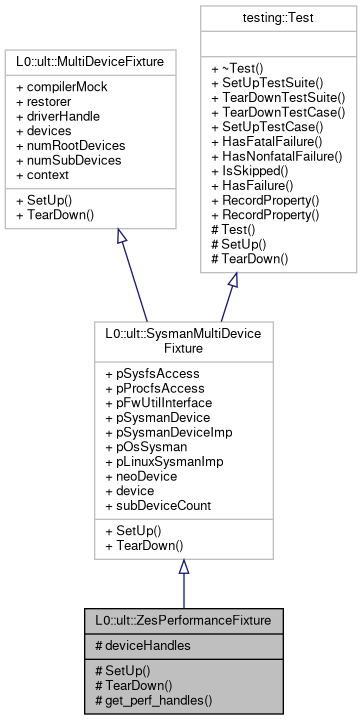 testing::Test
+ ~Test()
+ SetUpTestSuite()
+ TearDownTestSuite()
+ TearDownTestCase()
+ SetUpTestCase()
+ HasFatalFailure()
+ HasNonfatalFailure()
+ IsSkipped()
+ HasFailure()
+ RecordProperty()
+ RecordProperty()
# Test()
# SetUp()
# TearDown()
L0::ult::MultiDeviceFixture
+ compilerMock
+ restorer
+ driverHandle
+ devices
+ numRootDevices
+ numSubDevices
+ context
+ SetUp()
+ TearDown()
L0::ult::SysmanMultiDevice
Fixture
+ pSysfsAccess
+ pProcfsAccess
+ pFwUtilInterface
+ pSysmanDevice
+ pSysmanDeviceImp
+ pOsSysman
+ pLinuxSysmanImp
+ neoDevice
+ device
+ subDeviceCount
+ SetUp()
+ TearDown()
L0::ult::ZesPerformanceFixture
# deviceHandles
# SetUp()
# TearDown()
# get_perf_handles()